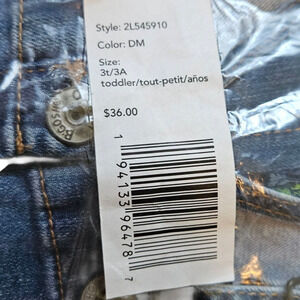 Style: 2L545910
Color: DM
Size:
3t/3A
toddler/tout-petit/años
$36.00
1 94133 96478 7